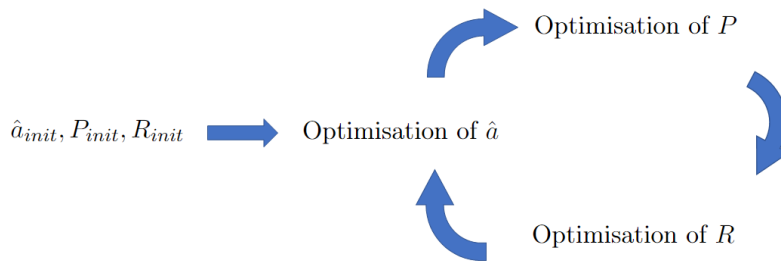 Optimisation of P
â_init, P_init, R_init
Optimisation of â
Optimisation of R